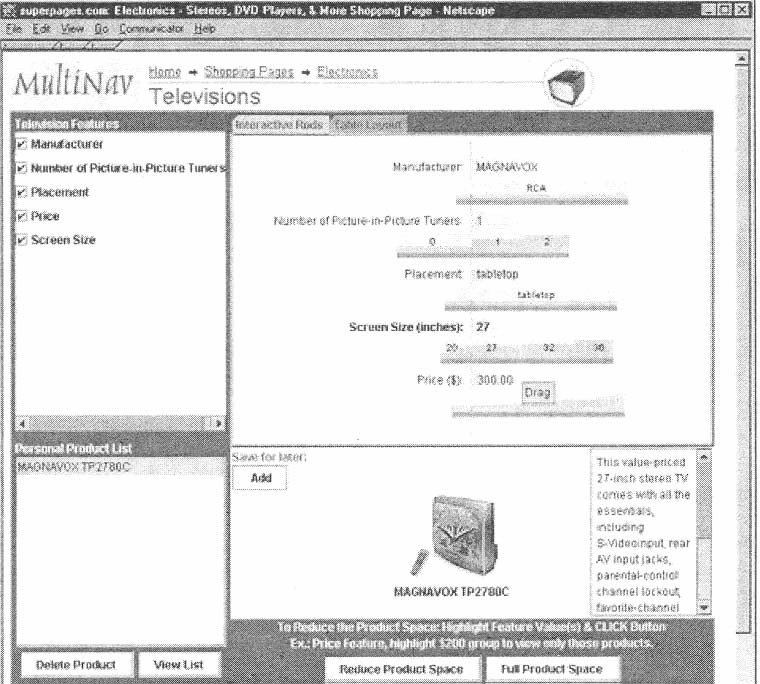 superpages.com: Electronics - Stereos, DVD Players, & More Shopping Page - Netscape
File Edit View Go Communicator Help
MultiNav
Home → Shopping Pages → Electronics
Televisions
Television Features
Manufacturer
Number of Picture-in-Picture Tuners
Placement
Price
Screen Size
Interactive Rods Table Layout
Manufacturer: MAGNAVOX
RCA
Number of Picture-in-Picture Tuners: 1
0 1 2
Placement: tabletop
tabletop
Screen Size (inches): 27
20 27 32 36
Price ($): 300.00
Drag
Personal Product List
MAGNAVOX TP2780C
Delete Product View List
Save for later:
Add
MAGNAVOX TP2780C
This value-priced
27-inch stereo TV
comes with all the
essentials,
including
S-Videoinput, rear
AV input jacks,
parental-control
channel lockout,
favorite-channel
To Reduce the Product Space: Highlight Feature Value(s) & CLICK Button
Ex.: Price Feature, highlight $200 group to view only those products.
Reduce Product Space Full Product Space